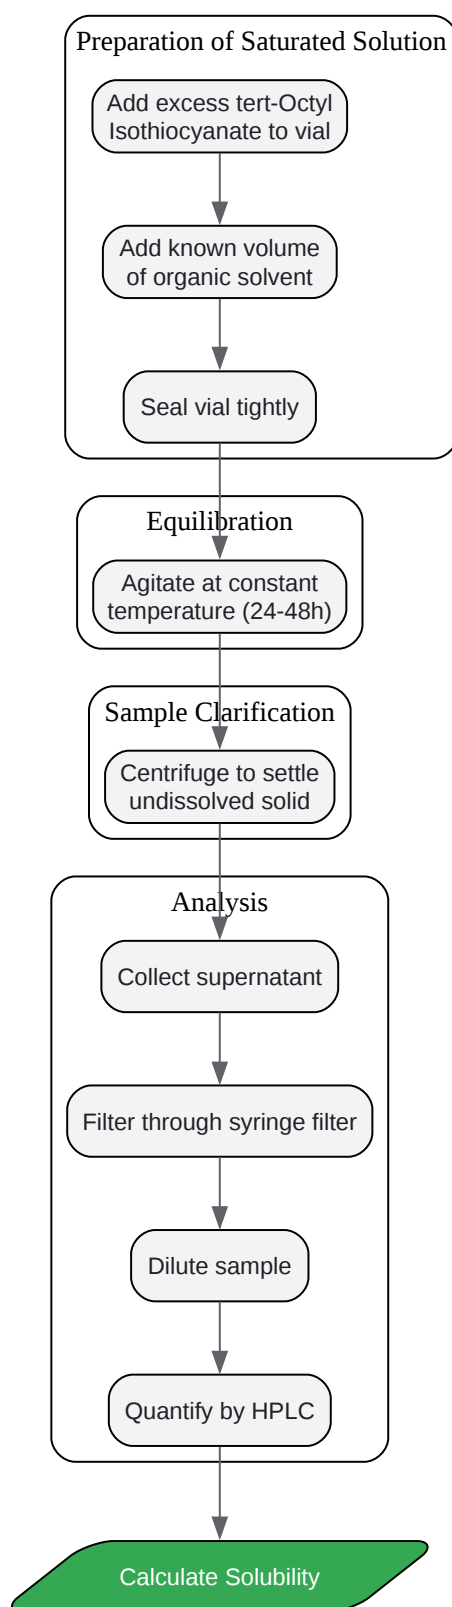 Preparation of Saturated Solution
Add excess tert-Octyl
Isothiocyanate to vial
Add known volume
of organic solvent
Seal vial tightly
Equilibration
Agitate at constant
temperature (24-48h)
Sample Clarification
Centrifuge to settle
undissolved solid
Analysis
Collect supernatant
Filter through syringe filter
Dilute sample
Quantify by HPLC
Calculate Solubility